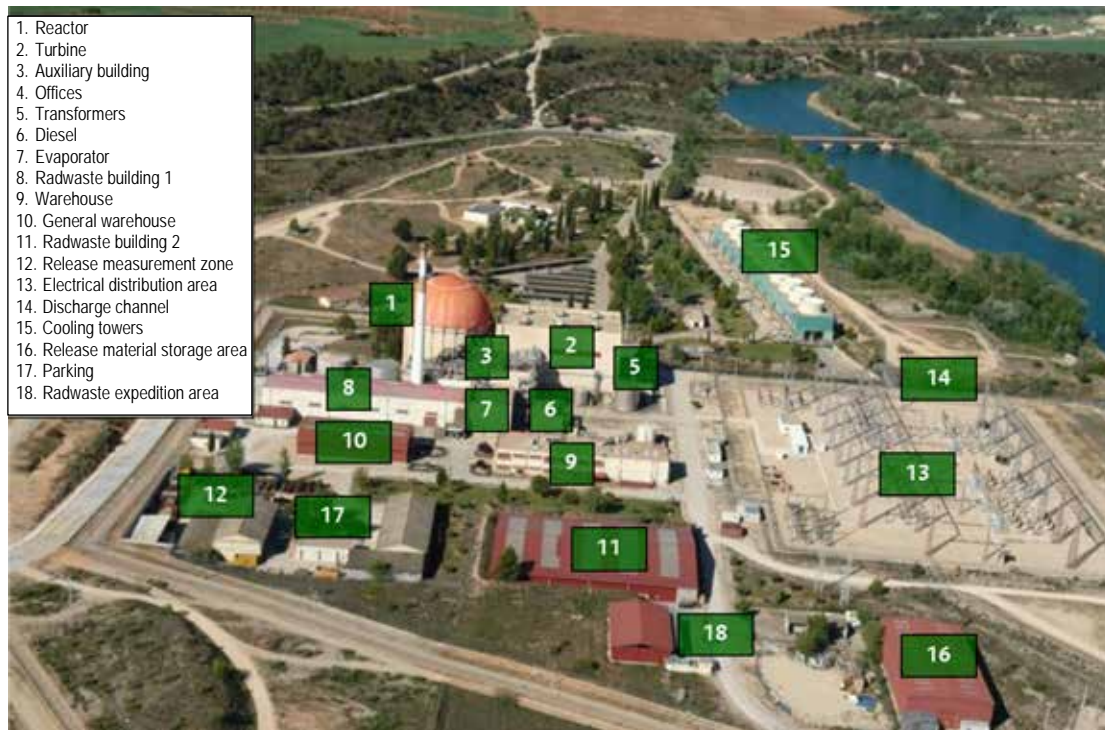 1. Reactor
2. Turbine
3. Auxiliary building
4. Offices
5. Transformers
6. Diesel
7. Evaporator
8. Radwaste building 1
9. Warehouse
10. General warehouse
11. Radwaste building 2
12. Release measurement zone
13. Electrical distribution area
14. Discharge channel
15. Cooling towers
16. Release material storage area
17. Parking
18. Radwaste expedition area
15
1
2
3
5
14
8
7
6
10
9
13
12
17
11
18
16